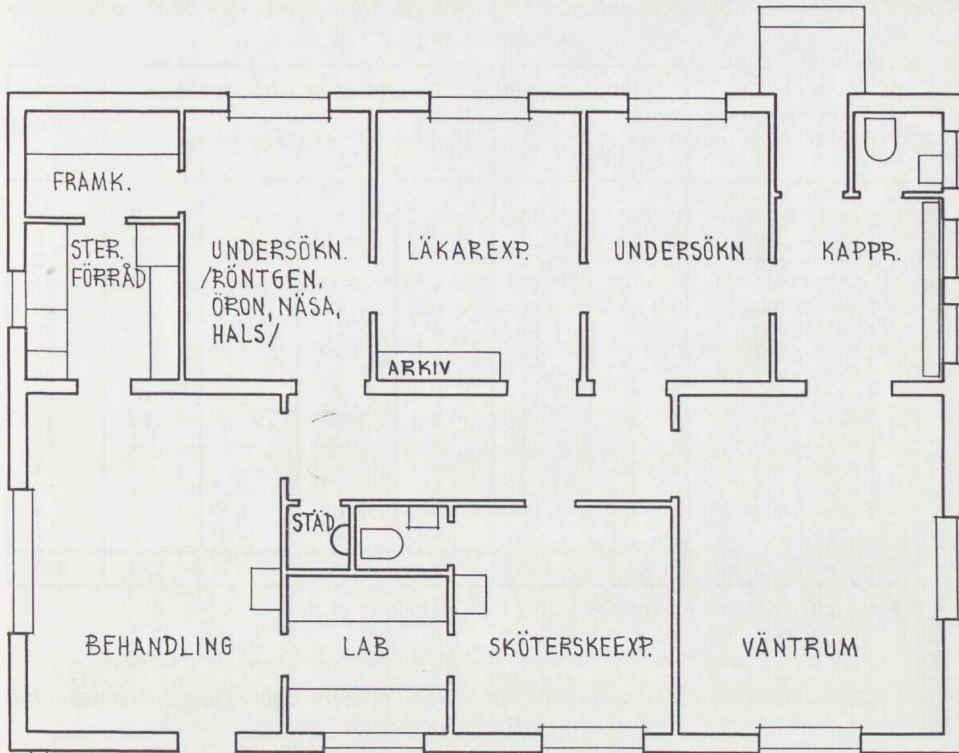 FRAMK.
STER.
FÖRRÅD
UNDERSÖKN.
/RÖNTGEN,
ÖRON, NÄSA,
HALS/
LÄKAREXP.
UNDERSÖKN
KAPPR.
ARKIV
STÄD
BEHANDLING
LAB
SKÖTERSKEEXP.
VÄNTRUM